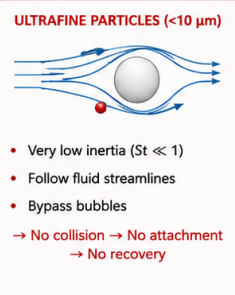 ULTRAFINE PARTICLES (<10 μm)
• Very low inertia (St ≪ 1)
• Follow fluid streamlines
• Bypass bubbles
→ No collision → No attachment
→ No recovery